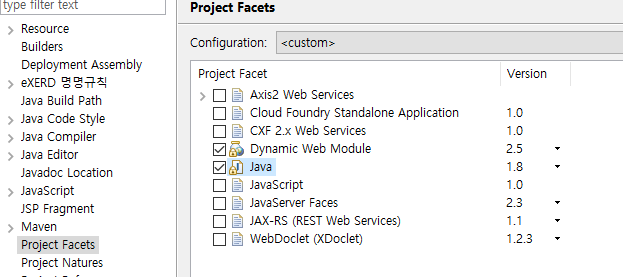 type filter text
Resource
Builders
Deployment Assembly
eXERD 명명규칙
Java Build Path
Java Code Style
Java Compiler
Java Editor
Javadoc Location
JavaScript
JSP Fragment
Maven
Project Facets
Project Natures
Project Facets
Configuration: <custom>
Project Facet Version
Axis2 Web Services
Cloud Foundry Standalone Application 1.0
CXF 2.x Web Services 1.0
Dynamic Web Module 2.5
Java 1.8
JavaScript 1.0
JavaServer Faces 2.3
JAX-RS (REST Web Services) 1.1
WebDoclet (XDoclet) 1.2.3